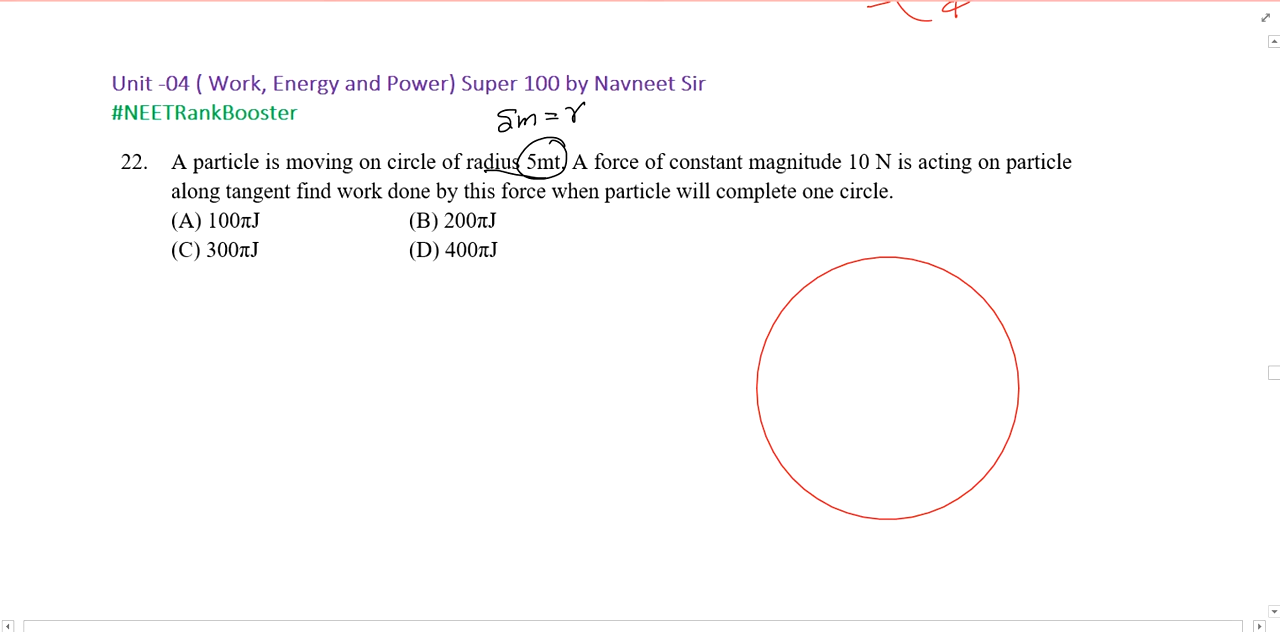 Unit -04 ( Work, Energy and Power) Super 100 by Navneet Sir
#NEETRankBooster
5m = r
22. A particle is moving on circle of radius 5mt. A force of constant magnitude 10 N is acting on particle
along tangent find work done by this force when particle will complete one circle.
(A) 100πJ (B) 200πJ
(C) 300πJ (D) 400πJ